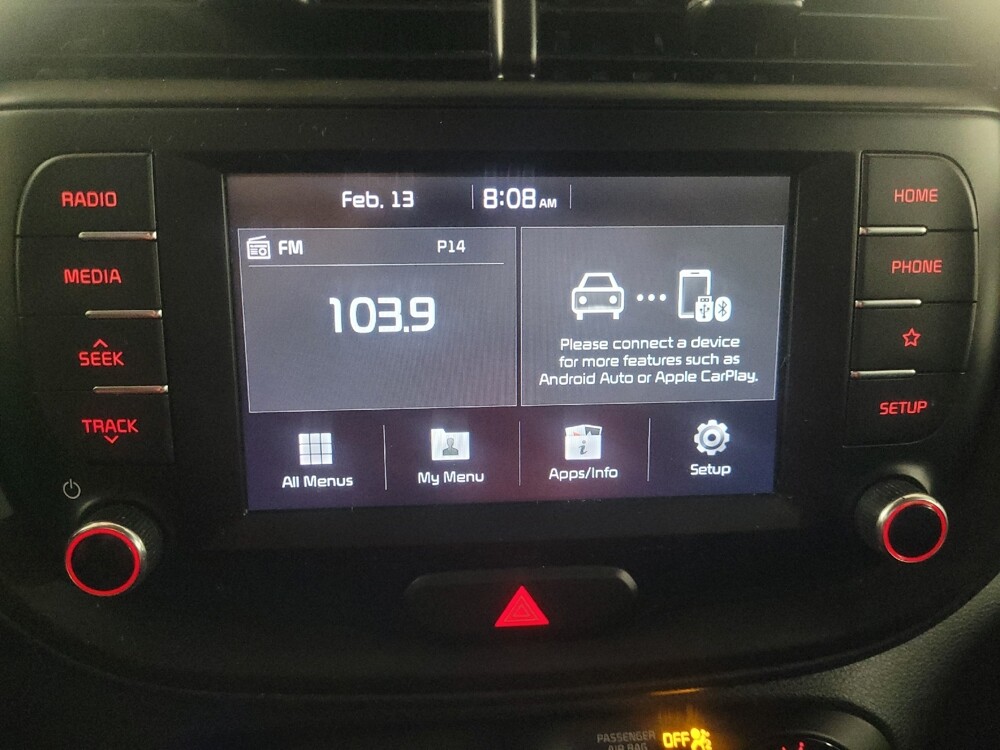 Feb. 13 8:08 AM
RADIO
MEDIA
SEEK
TRACK
FM P14
103.9
Please connect a device
for more features such as
Android Auto or Apple CarPlay.
All Menus
My Menu
Apps/Info
Setup
HOME
PHONE
SETUP
PASSENGER
AIR BAG
OFF